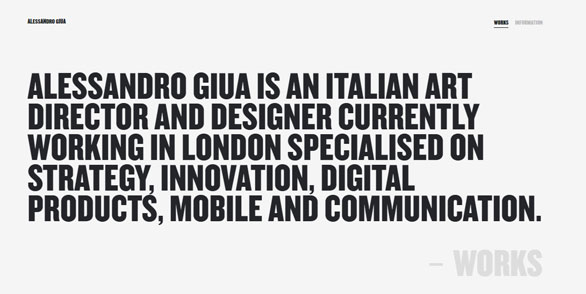 ALESSANDRO GIUA
WORKS INFORMATION
ALESSANDRO GIUA IS AN ITALIAN ART
DIRECTOR AND DESIGNER CURRENTLY
WORKING IN LONDON SPECIALISED ON
STRATEGY, INNOVATION, DIGITAL
PRODUCTS, MOBILE AND COMMUNICATION.
– WORKS